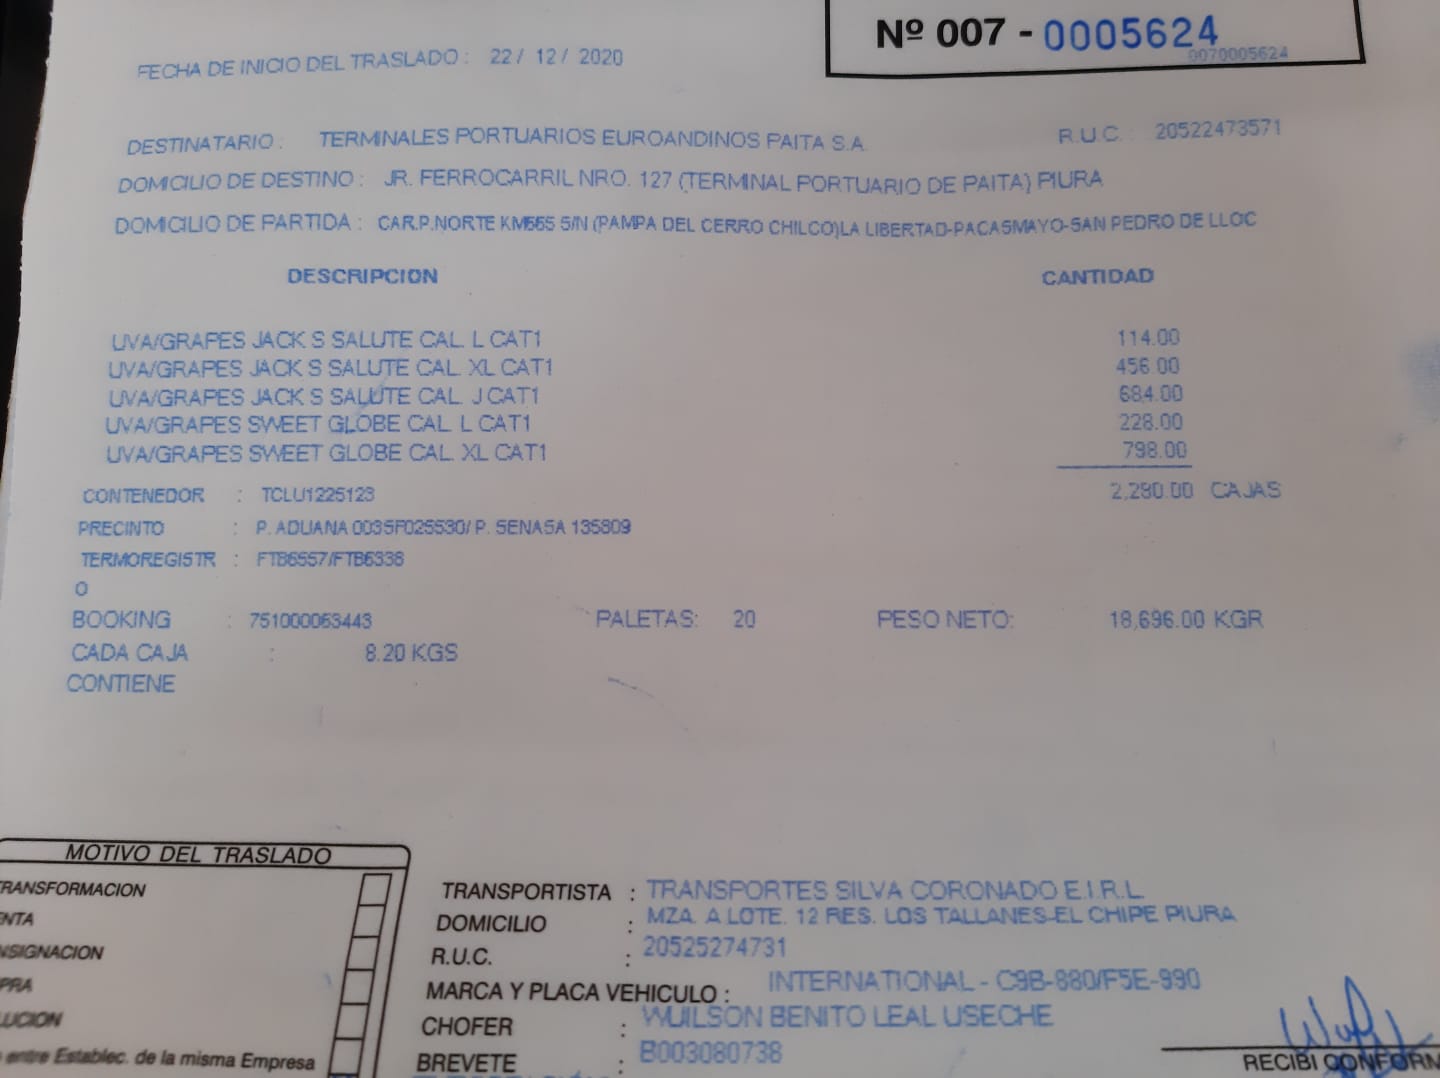 Nº 007 - 0005624
0070005624
FECHA DE INICIO DEL TRASLADO : 22/ 12/ 2020
DESTINATARIO : TERMINALES PORTUARIOS EUROANDINOS PAITA S.A. R.U.C. : 20522473571
DOMICILIO DE DESTINO : JR. FERROCARRIL NRO. 127 (TERMINAL PORTUARIO DE PAITA) PIURA
DOMICILIO DE PARTIDA : CAR.P.NORTE KM665 S/N (PAMPA DEL CERRO CHILCO)LA LIBERTAD-PACASMAYO-SAN PEDRO DE LLOC
DESCRIPCION CANTIDAD
UVA/GRAPES JACK S SALUTE CAL. L CAT1 114.00
UVA/GRAPES JACK S SALUTE CAL. XL CAT1 456.00
UVA/GRAPES JACK S SALUTE CAL. J CAT1 684.00
UVA/GRAPES SWEET GLOBE CAL. L CAT1 228.00
UVA/GRAPES SWEET GLOBE CAL. XL CAT1 798.00
CONTENEDOR : TCLU1225123 2,280.00 CAJAS
PRECINTO : P. ADUANA 0035F025530/ P. SENASA 135809
TERMOREGISTR : FTB6557/FTB6338
O
BOOKING : 751000063443 PALETAS: 20 PESO NETO: 18,696.00 KGR
CADA CAJA : 8.20 KGS
CONTIENE
MOTIVO DEL TRASLADO
TRANSFORMACION
ENTA
NSIGNACION
PRA
LUCION
entre Establec. de la misma Empresa
TRANSPORTISTA : TRANSPORTES SILVA CORONADO E.I.R.L
DOMICILIO : MZA. A LOTE. 12 RES. LOS TALLANES-EL CHIPE PIURA
R.U.C. : 20525274731
MARCA Y PLACA VEHICULO : INTERNATIONAL - C9B-880/F5E-990
CHOFER : WUILSON BENITO LEAL USECHE
BREVETE : B003080738
RECIBI CONFORM